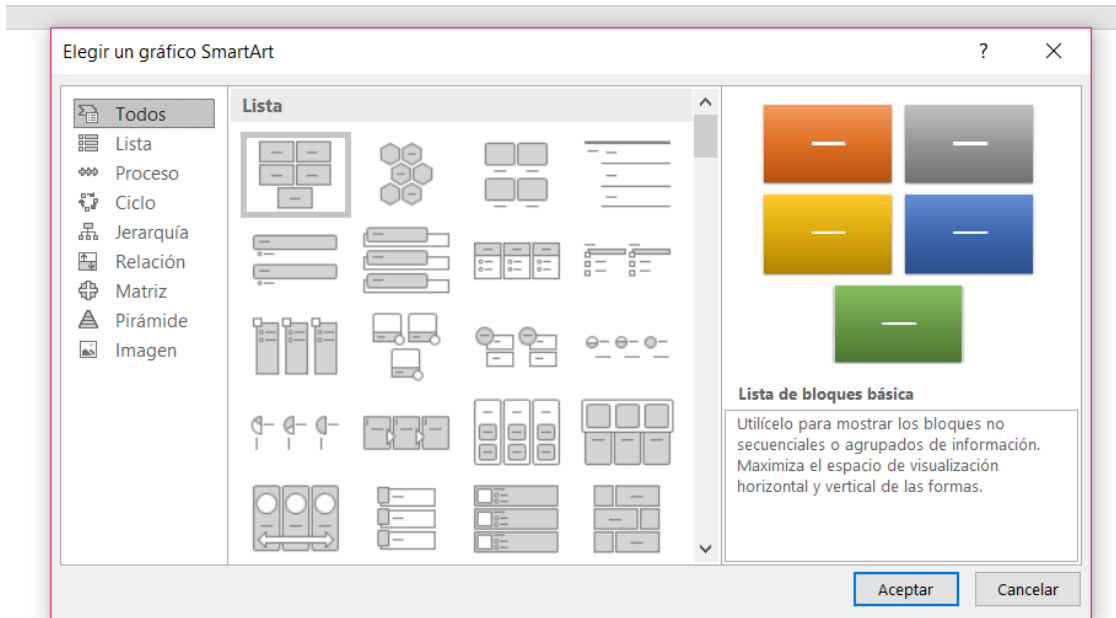 Elegir un gráfico SmartArt
Todos
Lista
Proceso
Ciclo
Jerarquía
Relación
Matriz
Pirámide
Imagen
Lista
Lista de bloques básica
Utilícelo para mostrar los bloques no
secuenciales o agrupados de información.
Maximiza el espacio de visualización
horizontal y vertical de las formas.
Aceptar
Cancelar